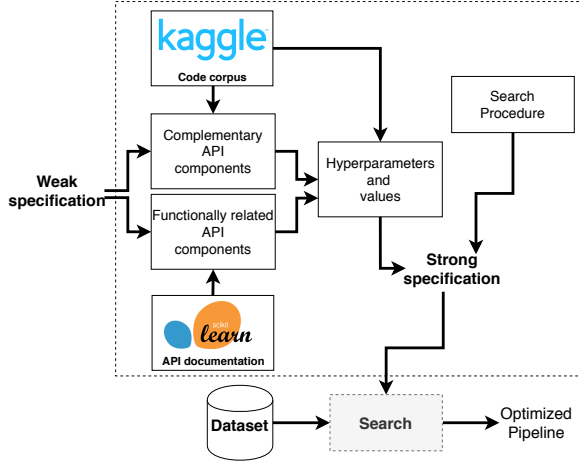 kaggle
Code corpus
Search
Procedure
Complementary
API
components
Hyperparameters
and
values
Weak
specification
Functionally related
API
components
Strong
specification
scikit
learn
API documentation
Dataset
Search
Optimized
Pipeline